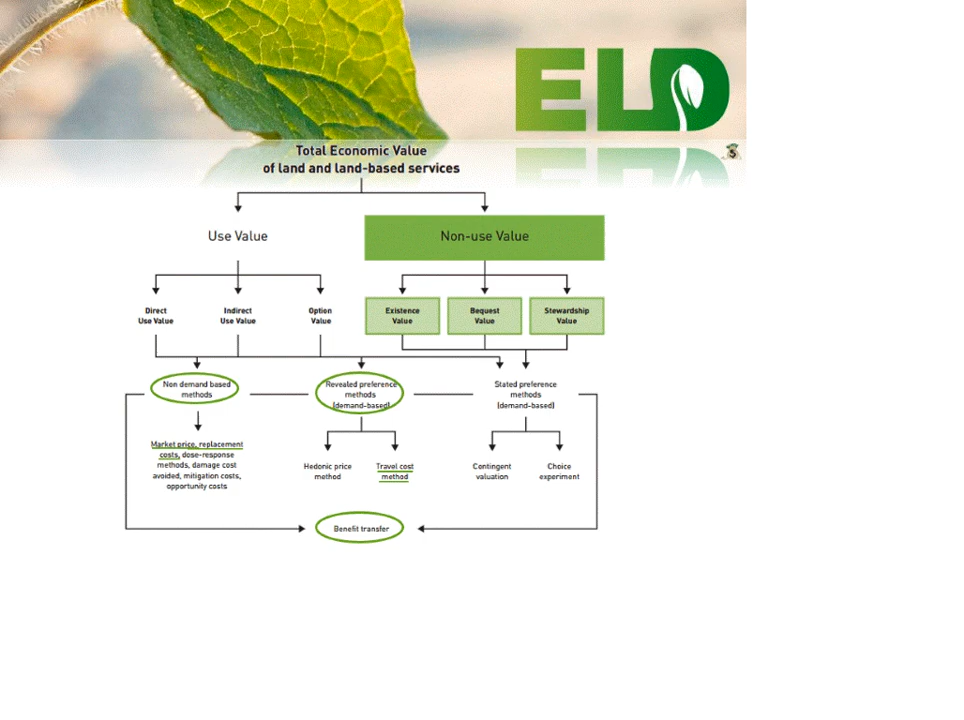 ELD
Total Economic Value
of land and land-based services
Use Value
Non-use Value
Direct
Use Value
Indirect
Use Value
Option
Value
Existence
Value
Bequest
Value
Stewardship
Value
Non demand based
methods
Revealed preference
methods
(demand-based)
Stated preference
methods
(demand-based)
Market price, replacement
costs, dose-response
methods, damage cost
avoided, mitigation costs,
opportunity costs
Hedonic price
method
Travel cost
method
Contingent
valuation
Choice
experiment
Benefit transfer